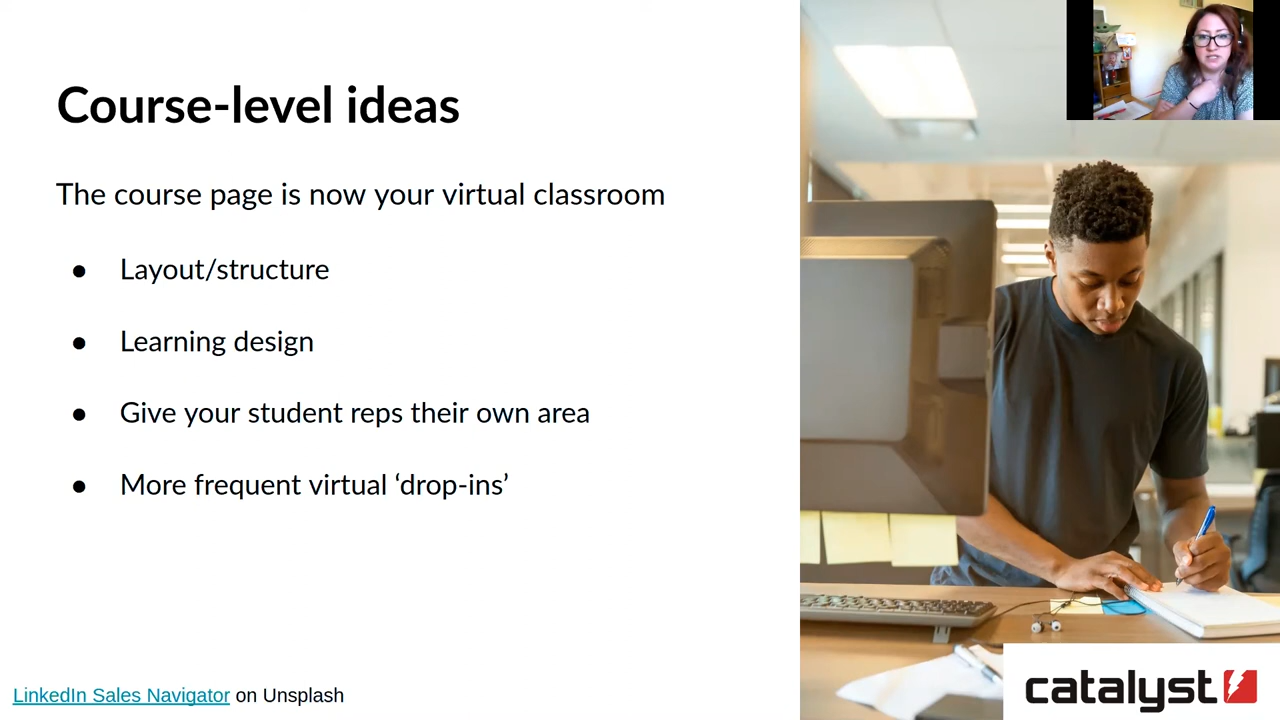 Course-level ideas
The course page is now your virtual classroom
● Layout/structure
● Learning design
● Give your student reps their own area
● More frequent virtual ‘drop-ins’
LinkedIn Sales Navigator on Unsplash
catalyst